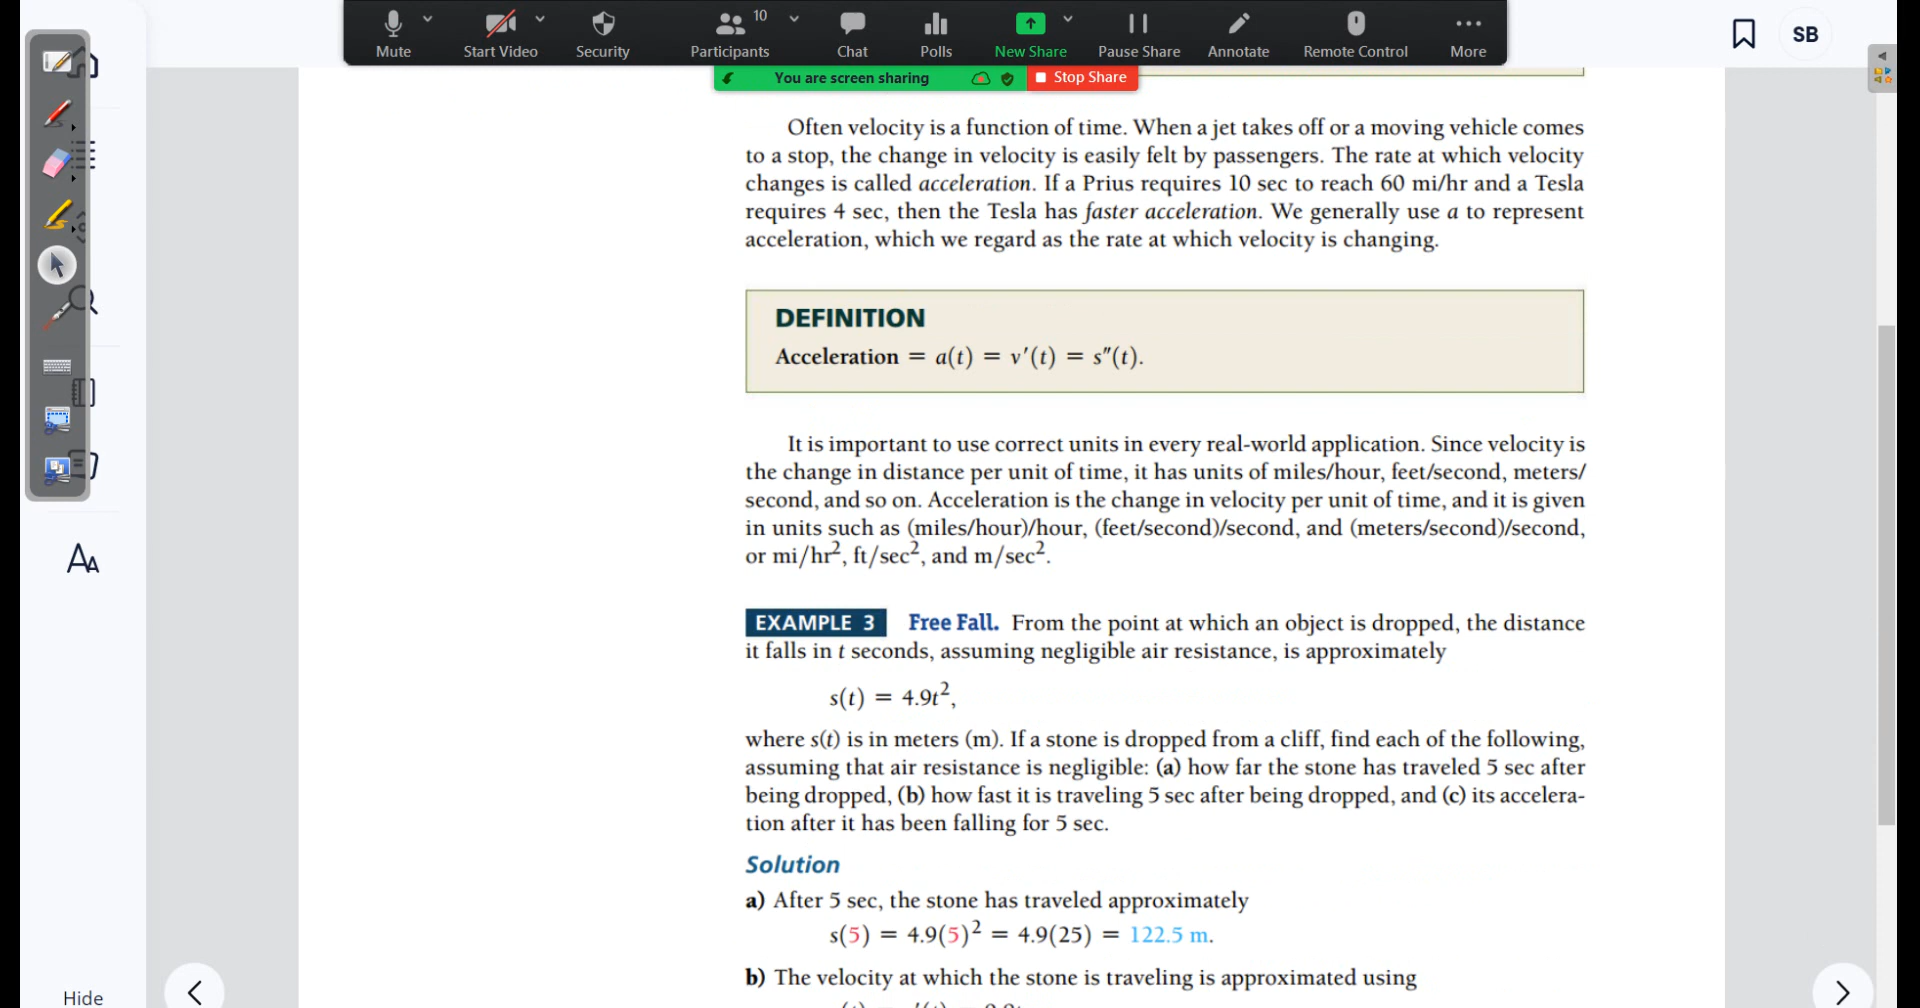 10
Mute
Start Video
Security
Participants
Chat
Polls
New Share
Pause Share
Annotate
Remote Control
More
SB
You are screen sharing
Stop Share
Often velocity is a function of time. When a jet takes off or a moving vehicle comes
to a stop, the change in velocity is easily felt by passengers. The rate at which velocity
changes is called acceleration. If a Prius requires 10 sec to reach 60 mi/hr and a Tesla
requires 4 sec, then the Tesla has faster acceleration. We generally use a to represent
acceleration, which we regard as the rate at which velocity is changing.
DEFINITION
Acceleration = a(t) = v′(t) = s″(t).
It is important to use correct units in every real-world application. Since velocity is
the change in distance per unit of time, it has units of miles/hour, feet/second, meters/
second, and so on. Acceleration is the change in velocity per unit of time, and it is given
in units such as (miles/hour)/hour, (feet/second)/second, and (meters/second)/second,
or mi/hr², ft/sec², and m/sec².
EXAMPLE 3 Free Fall. From the point at which an object is dropped, the distance
it falls in t seconds, assuming negligible air resistance, is approximately
s(t) = 4.9t²,
where s(t) is in meters (m). If a stone is dropped from a cliff, find each of the following,
assuming that air resistance is negligible: (a) how far the stone has traveled 5 sec after
being dropped, (b) how fast it is traveling 5 sec after being dropped, and (c) its accelera-
tion after it has been falling for 5 sec.
Solution
a) After 5 sec, the stone has traveled approximately
s(5) = 4.9(5)² = 4.9(25) = 122.5 m.
b) The velocity at which the stone is traveling is approximated using
AA
Hide